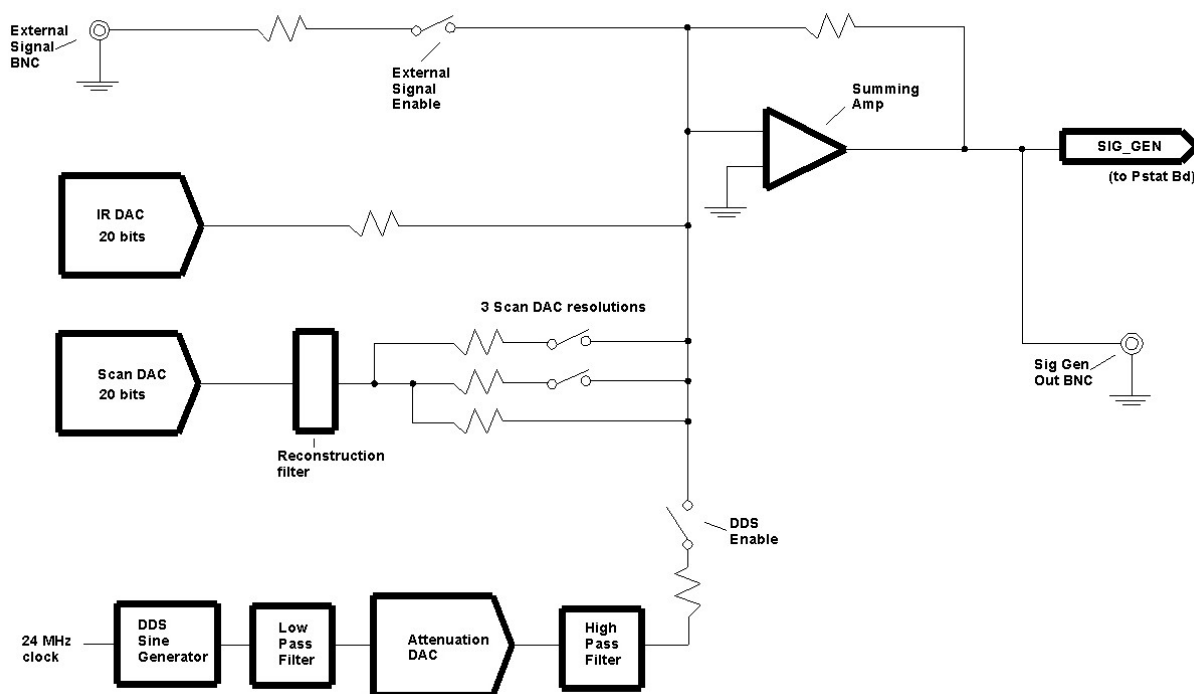 External
Signal
BNC
External
Signal
Enable
Summing
Amp
SIG_GEN
(to Pstat Bd)
IR DAC
20 bits
3 Scan DAC resolutions
Scan DAC
20 bits
Reconstruction
filter
Sig Gen
Out BNC
DDS
Enable
24 MHz
clock
DDS
Sine
Generator
Low
Pass
Filter
Attenuation
DAC
High
Pass
Filter